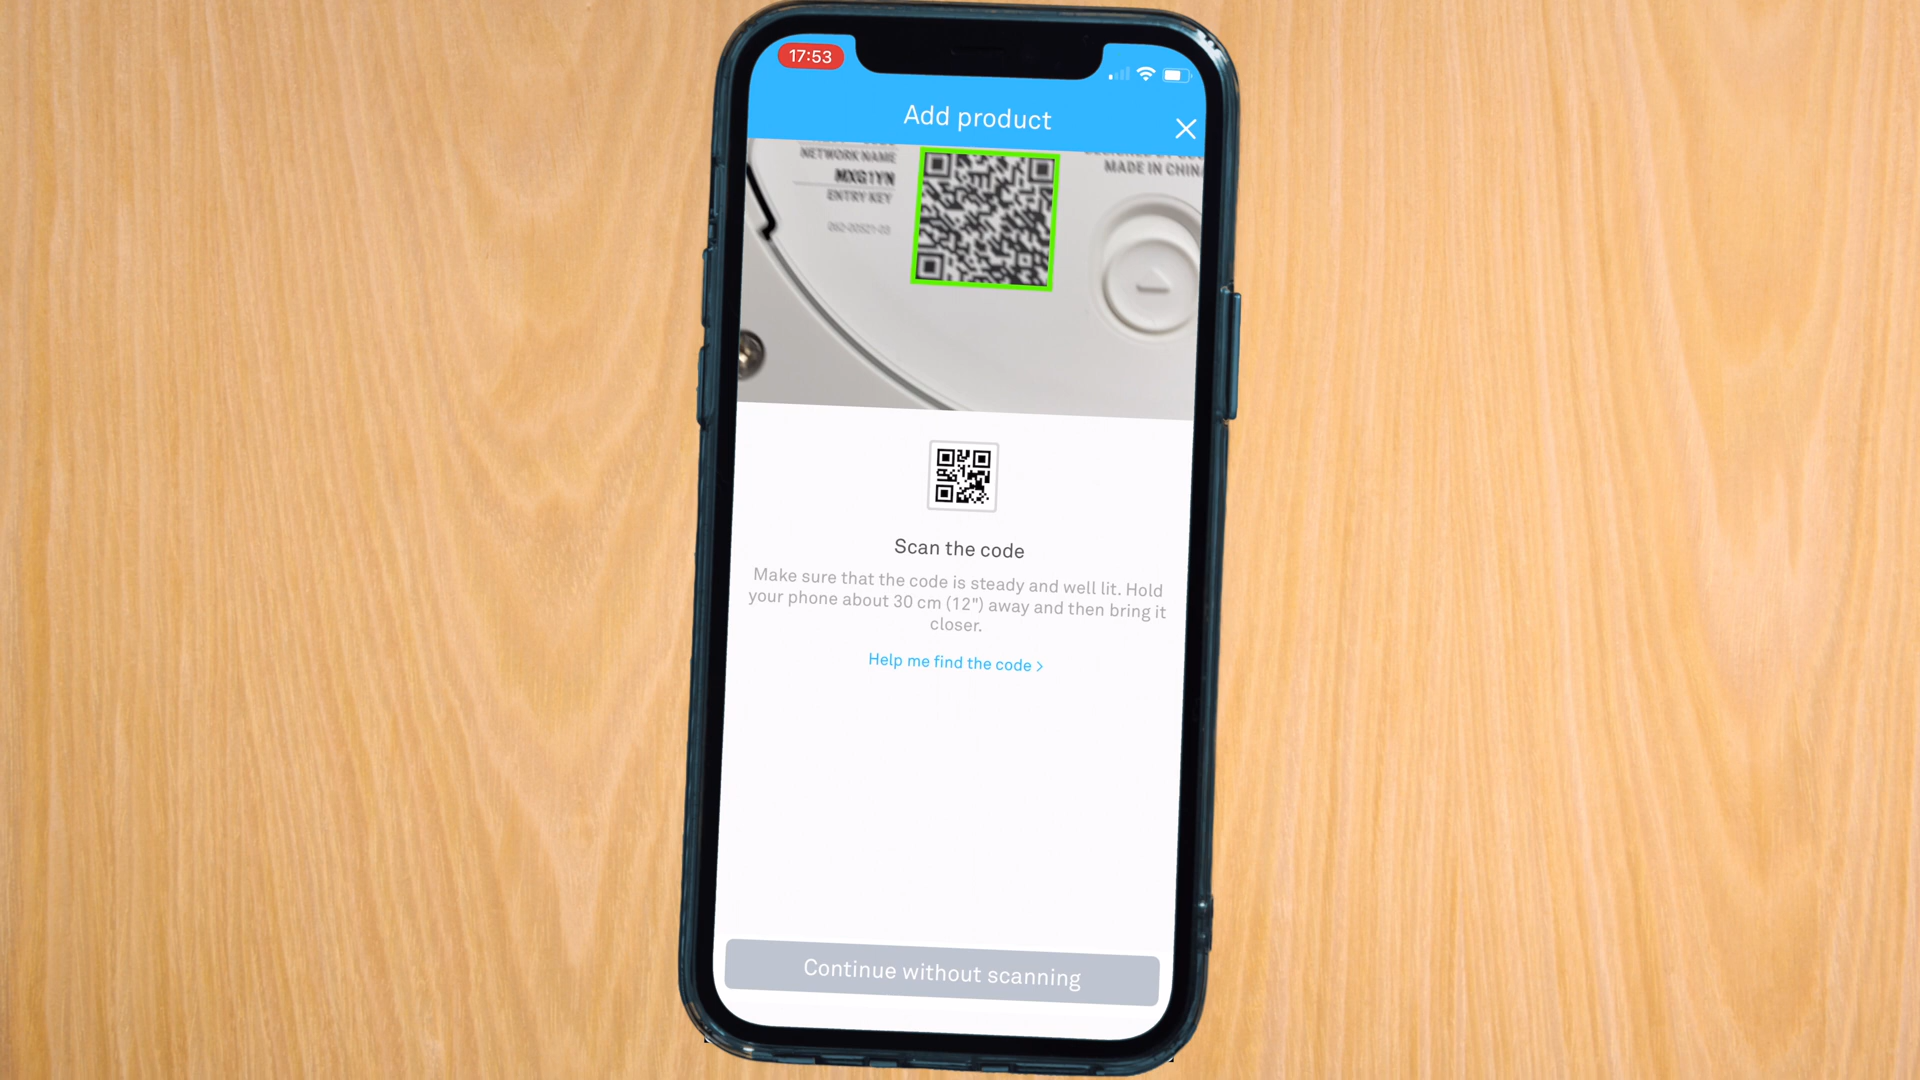 17:53
Add product
NETWORK NAME
MXG1YN
ENTRY KEY
MADE IN CHINA
Scan the code
Make sure that the code is steady and well lit. Hold
your phone about 30 cm (12") away and then bring it
closer.
Help me find the code >
Continue without scanning